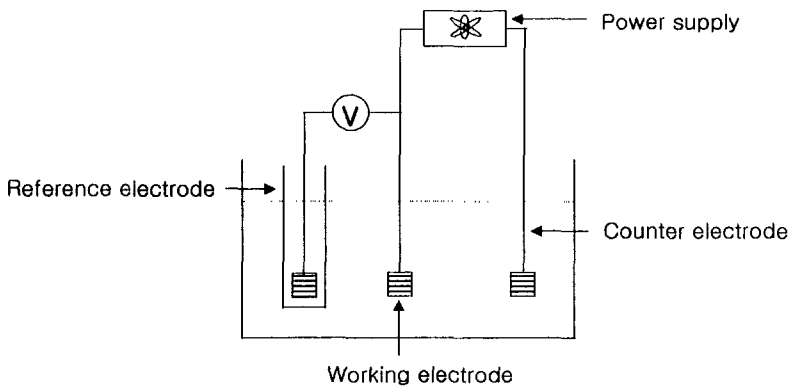 Power supply
V
Reference electrode
Counter electrode
Working electrode